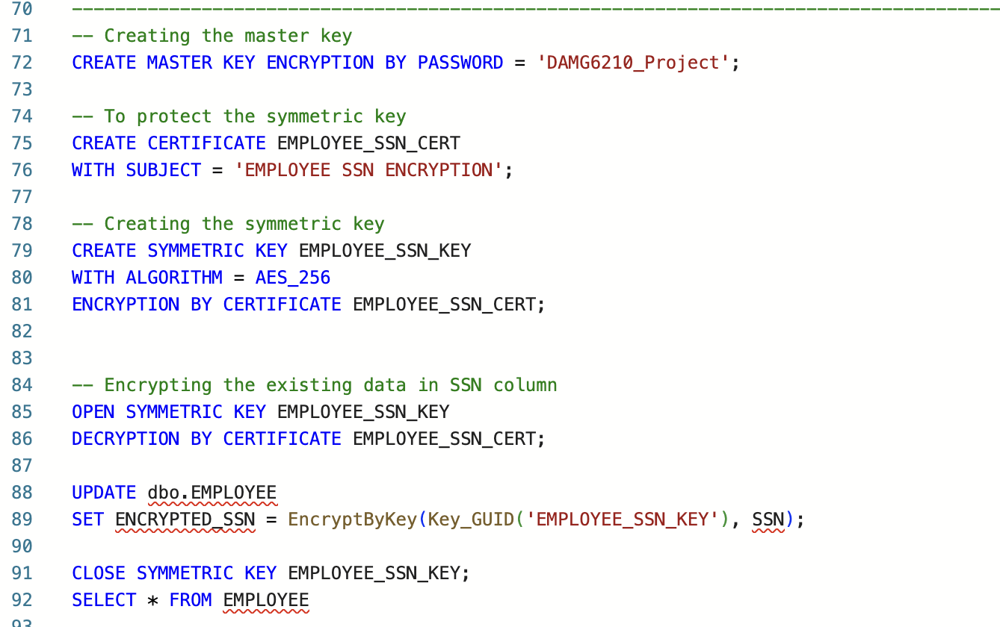 70 ----------------------------------------------------------------------------------------
71 -- Creating the master key
72 CREATE MASTER KEY ENCRYPTION BY PASSWORD = 'DAMG6210_Project';
73
74 -- To protect the symmetric key
75 CREATE CERTIFICATE EMPLOYEE_SSN_CERT
76 WITH SUBJECT = 'EMPLOYEE SSN ENCRYPTION';
77
78 -- Creating the symmetric key
79 CREATE SYMMETRIC KEY EMPLOYEE_SSN_KEY
80 WITH ALGORITHM = AES_256
81 ENCRYPTION BY CERTIFICATE EMPLOYEE_SSN_CERT;
82
83
84 -- Encrypting the existing data in SSN column
85 OPEN SYMMETRIC KEY EMPLOYEE_SSN_KEY
86 DECRYPTION BY CERTIFICATE EMPLOYEE_SSN_CERT;
87
88 UPDATE dbo.EMPLOYEE
89 SET ENCRYPTED_SSN = EncryptByKey(Key_GUID('EMPLOYEE_SSN_KEY'), SSN);
90
91 CLOSE SYMMETRIC KEY EMPLOYEE_SSN_KEY;
92 SELECT * FROM EMPLOYEE
93